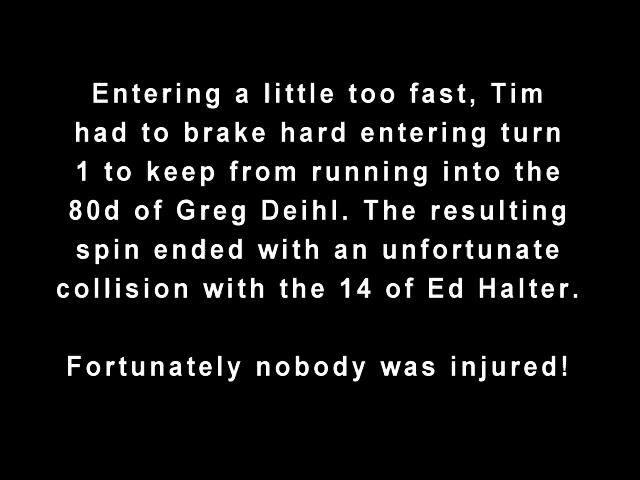 Entering a little too fast, Tim
had to brake hard entering turn
1 to keep from running into the
80d of Greg Deihl. The resulting
spin ended with an unfortunate
collision with the 14 of Ed Halter.
Fortunately nobody was injured!